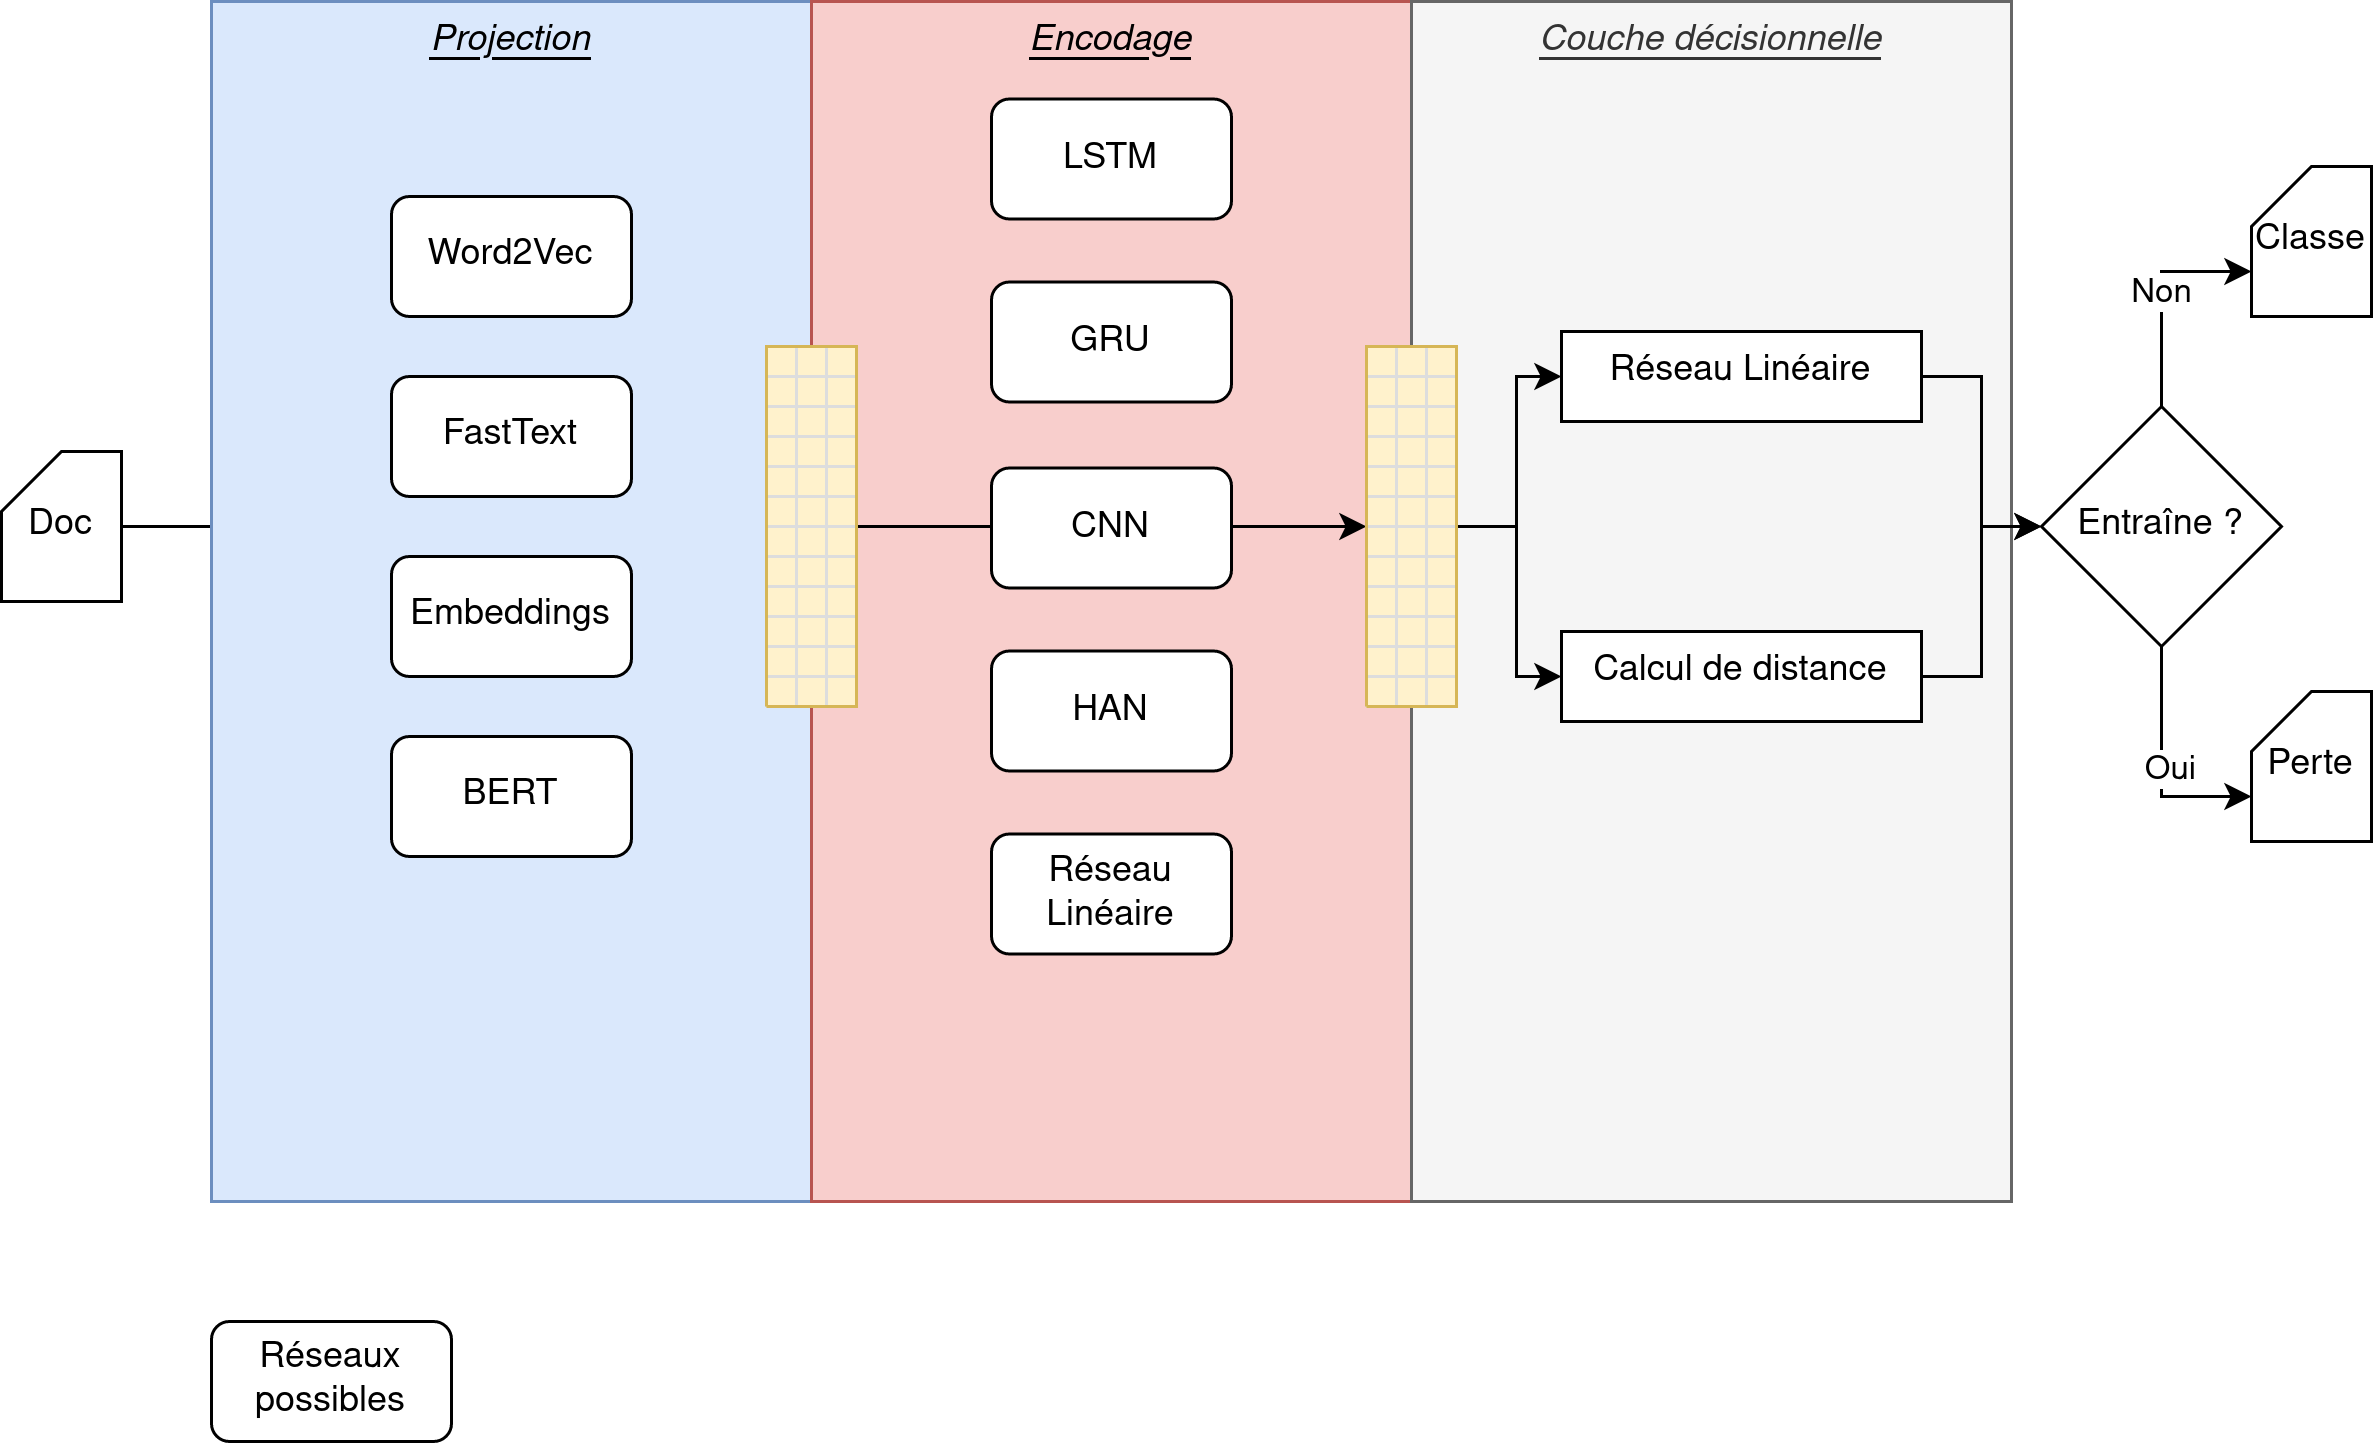 Projection
Encodage
Couche décisionnelle
Doc
Word2Vec
FastText
Embeddings
BERT
LSTM
GRU
CNN
HAN
Réseau
Linéaire
Réseau Linéaire
Calcul de distance
Entraîne ?
Non
Classe
Oui
Perte
Réseaux
possibles